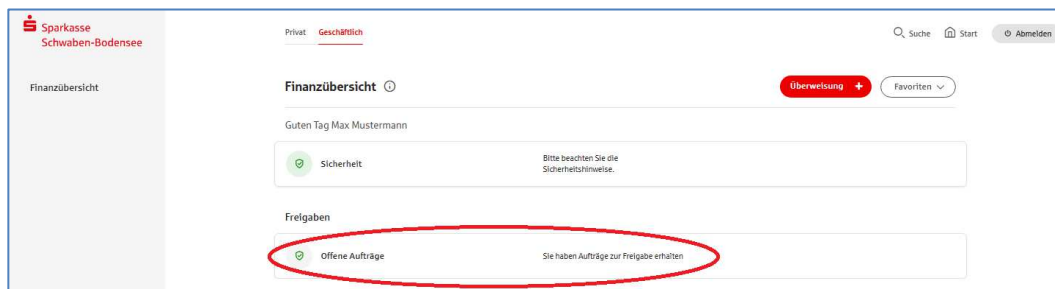 Sparkasse
Schwaben-Bodensee
Privat Geschäftlich
Suche Start Abmelden
Finanzübersicht
Finanzübersicht
Überweisung +
Favoriten
Guten Tag Max Mustermann
Sicherheit
Bitte beachten Sie die
Sicherheitshinweise.
Freigaben
Offene Aufträge
Sie haben Aufträge zur Freigabe erhalten